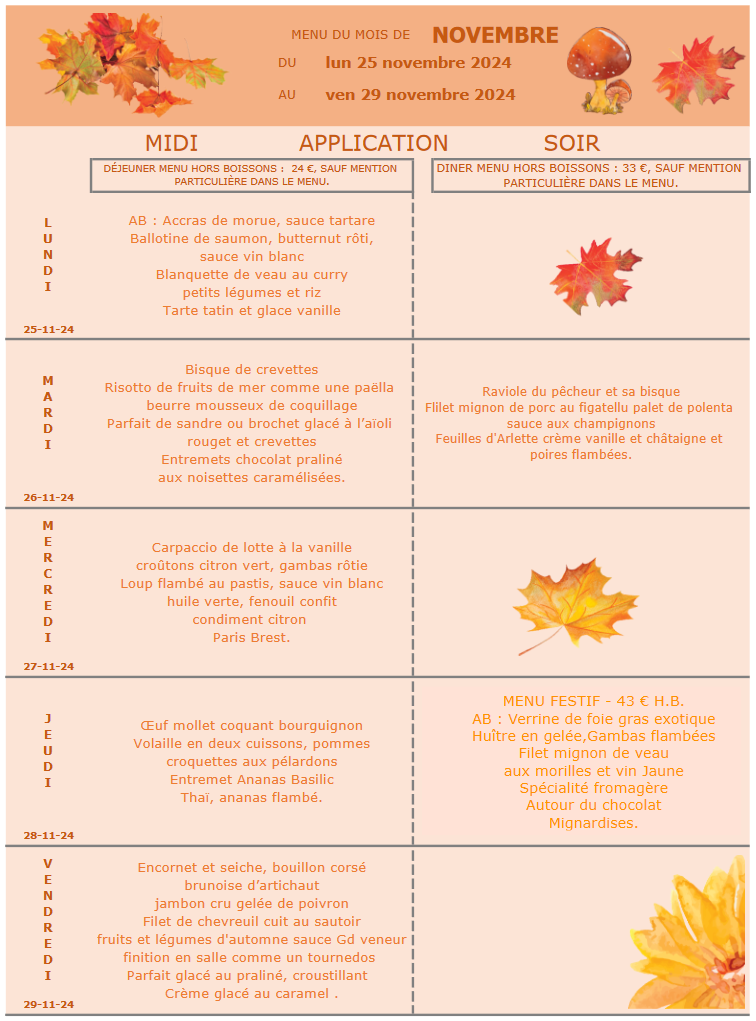 MENU DU MOIS DE NOVEMBRE
DU lun 25 novembre 2024
AU ven 29 novembre 2024
MIDI APPLICATION SOIR
DÉJEUNER MENU HORS BOISSONS : 24 €, SAUF MENTION
PARTICULIÈRE DANS LE MENU.
DINER MENU HORS BOISSONS : 33 €, SAUF MENTION
PARTICULIÈRE DANS LE MENU.
LUNDI
25-11-24
AB : Accras de morue, sauce tartare
Ballotine de saumon, butternut rôti,
sauce vin blanc
Blanquette de veau au curry
petits légumes et riz
Tarte tatin et glace vanille
MARDI
26-11-24
Bisque de crevettes
Risotto de fruits de mer comme une paëlla
beurre mousseux de coquillage
Parfait de sandre ou brochet glacé à l’aïoli
rouget et crevettes
Entremets chocolat praliné
aux noisettes caramélisées.
Raviole du pêcheur et sa bisque
Flilet mignon de porc au figatellu palet de polenta
sauce aux champignons
Feuilles d'Arlette crème vanille et châtaigne et
poires flambées.
MERCREDI
27-11-24
Carpaccio de lotte à la vanille
croûtons citron vert, gambas rôtie
Loup flambé au pastis, sauce vin blanc
huile verte, fenouil confit
condiment citron
Paris Brest.
JEUDI
28-11-24
Œuf mollet coquant bourguignon
Volaille en deux cuissons, pommes
croquettes aux pélardons
Entremet Ananas Basilic
Thaï, ananas flambé.
MENU FESTIF - 43 € H.B.
AB : Verrine de foie gras exotique
Huître en gelée,Gambas flambées
Filet mignon de veau
aux morilles et vin Jaune
Spécialité fromagère
Autour du chocolat
Mignardises.
VENDREDI
29-11-24
Encornet et seiche, bouillon corsé
brunoise d’artichaut
jambon cru gelée de poivron
Filet de chevreuil cuit au sautoir
fruits et légumes d'automne sauce Gd veneur
finition en salle comme un tournedos
Parfait glacé au praliné, croustillant
Crème glacé au caramel .